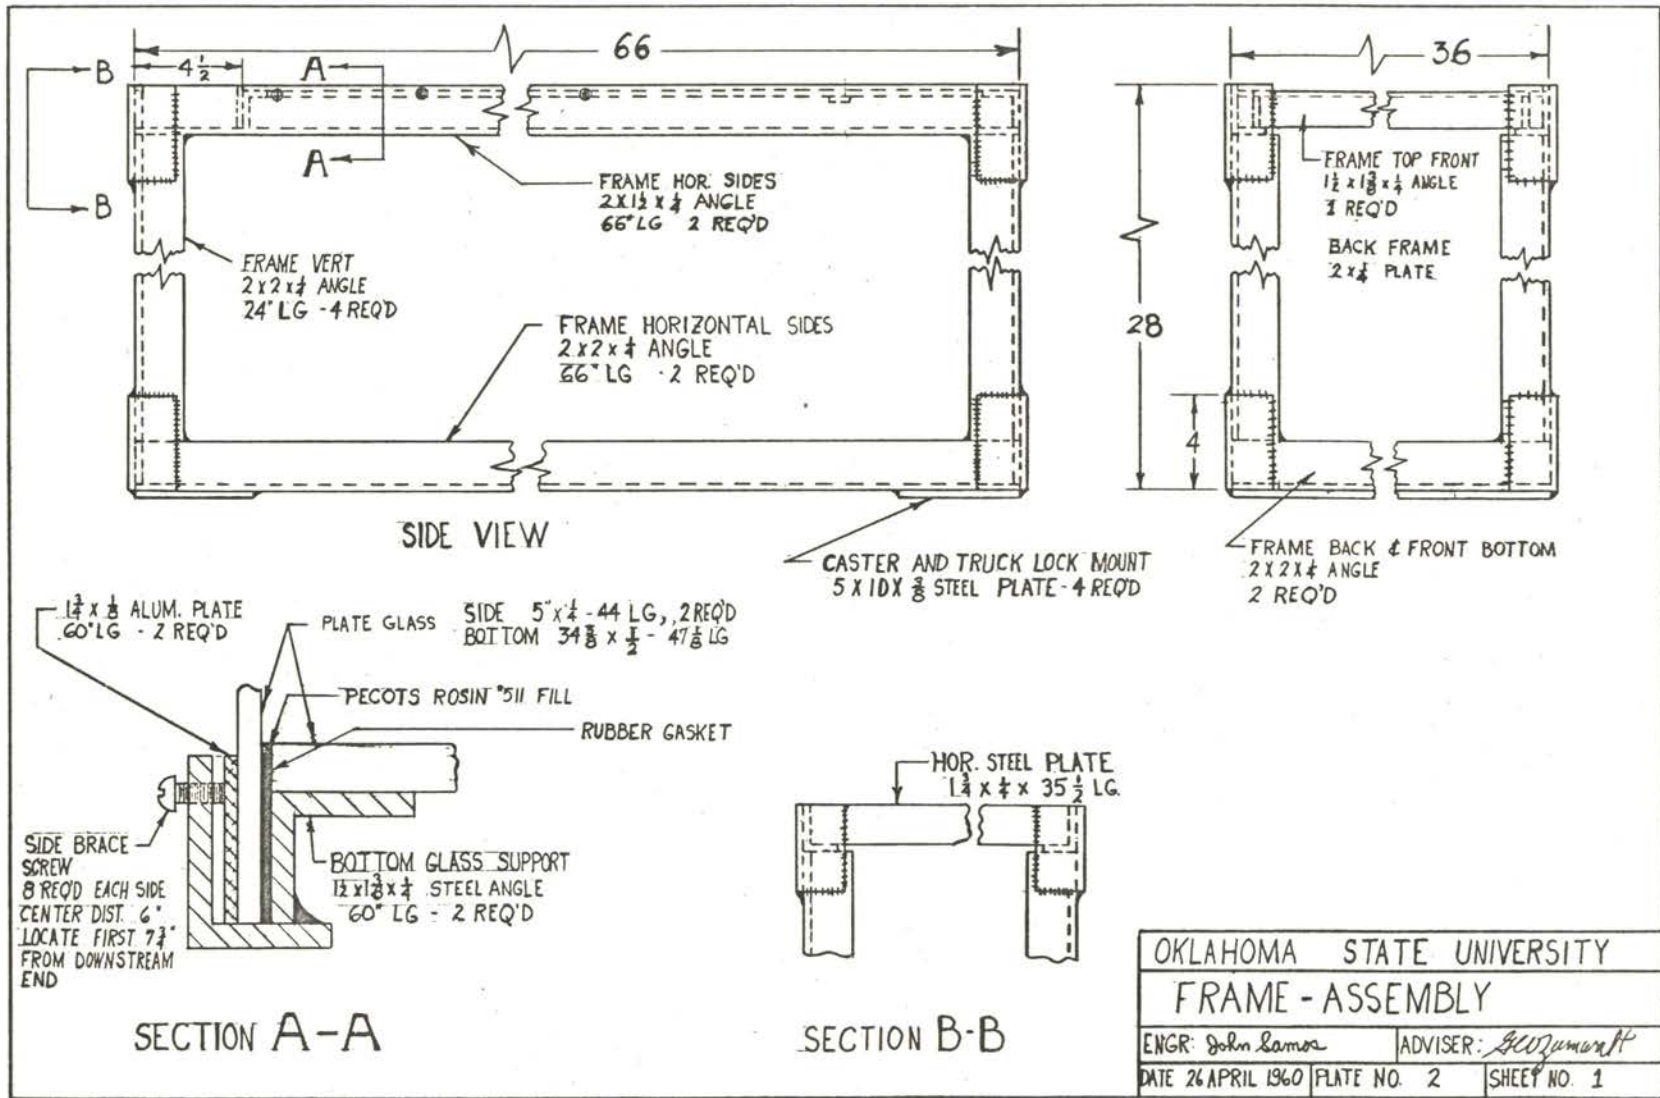 66
36
B
4 1/2
A
A
B
28
4
FRAME HOR. SIDES
2 X 1 1/2 X 1/4 ANGLE
66" LG 2 REQ'D
FRAME VERT
2 X 2 X 1/4 ANGLE
24" LG - 4 REQ'D
FRAME HORIZONTAL SIDES
2 X 2 X 1/4 ANGLE
66" LG - 2 REQ'D
FRAME TOP FRONT
1 1/2 X 1 3/8 X 1/4 ANGLE
1 REQ'D
BACK FRAME
2 X 1/4 PLATE
SIDE VIEW
CASTER AND TRUCK LOCK MOUNT
5 X 10 X 3/8 STEEL PLATE - 4 REQ'D
FRAME BACK & FRONT BOTTOM
2 X 2 X 1/4 ANGLE
2 REQ'D
1 3/4 X 1/8 ALUM. PLATE
60" LG - 2 REQ'D
PLATE GLASS SIDE 5" X 1/4 - 44 LG., 2 REQ'D
BOTTOM 34 3/8 X 1/2 - 47 1/8 LG
PECOTS ROSIN #511 FILL
RUBBER GASKET
SIDE BRACE
SCREW
8 REQ'D EACH SIDE
CENTER DIST. 6"
LOCATE FIRST 7 3/4"
FROM DOWNSTREAM
END
BOTTOM GLASS SUPPORT
1 1/2 X 1 3/8 X 1/4 STEEL ANGLE
60" LG - 2 REQ'D
HOR. STEEL PLATE
1 3/4 X 1/4 X 35 1/2 LG.
SECTION A-A
SECTION B-B
OKLAHOMA STATE UNIVERSITY
FRAME - ASSEMBLY
ENGR: John Samos ADVISER:
DATE 26 APRIL 1960 PLATE NO. 2 SHEET NO. 1